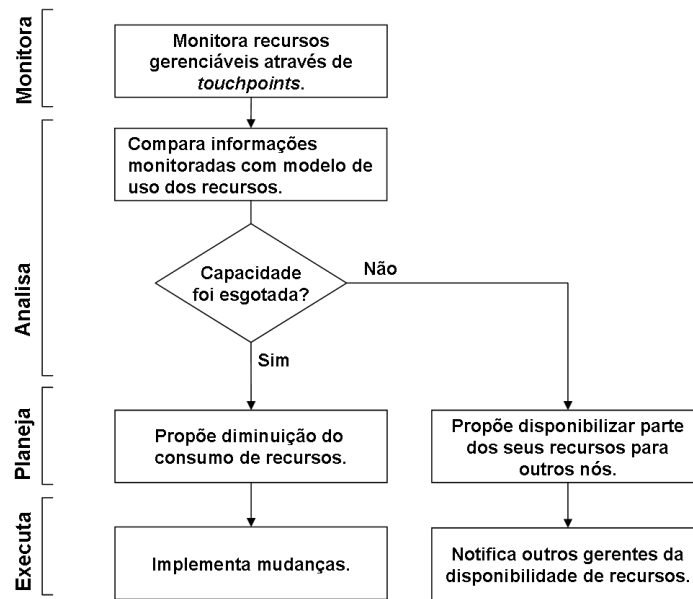 Monitora
Monitora recursos
gerenciáveis através de
touchpoints.
Analisa
Compara informações
monitoradas com modelo de
uso dos recursos.
Capacidade
foi esgotada?
Não
Sim
Planeja
Propõe diminuição do
consumo de recursos.
Propõe disponibilizar parte
dos seus recursos para
outros nós.
Executa
Implementa mudanças.
Notifica outros gerentes da
disponibilidade de recursos.